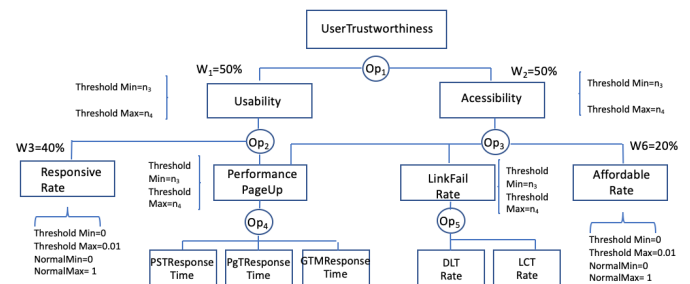 UserTrustworthiness
W₁=50%
Op₁
W₂=50%
Threshold Min=n₃
Threshold Max=n₄
Usability
Acessibility
Threshold Min=n₃
Threshold Max=n₄
W3=40%
Op₂
Op₃
W6=20%
Responsive
Rate
Threshold
Min=n₃
Threshold
Max=n₄
Performance
PageUp
LinkFail
Rate
Threshold
Min=n₃
Threshold
Max=n₄
Affordable
Rate
Op₄
Op₅
Threshold Min=0
Threshold Max=0.01
NormalMin=0
NormalMax= 1
PSTResponse
Time
PgTResponse
Time
GTMResponse
Time
DLT
Rate
LCT
Rate
Threshold Min=0
Threshold Max=0.01
NormalMin=0
NormalMax= 1